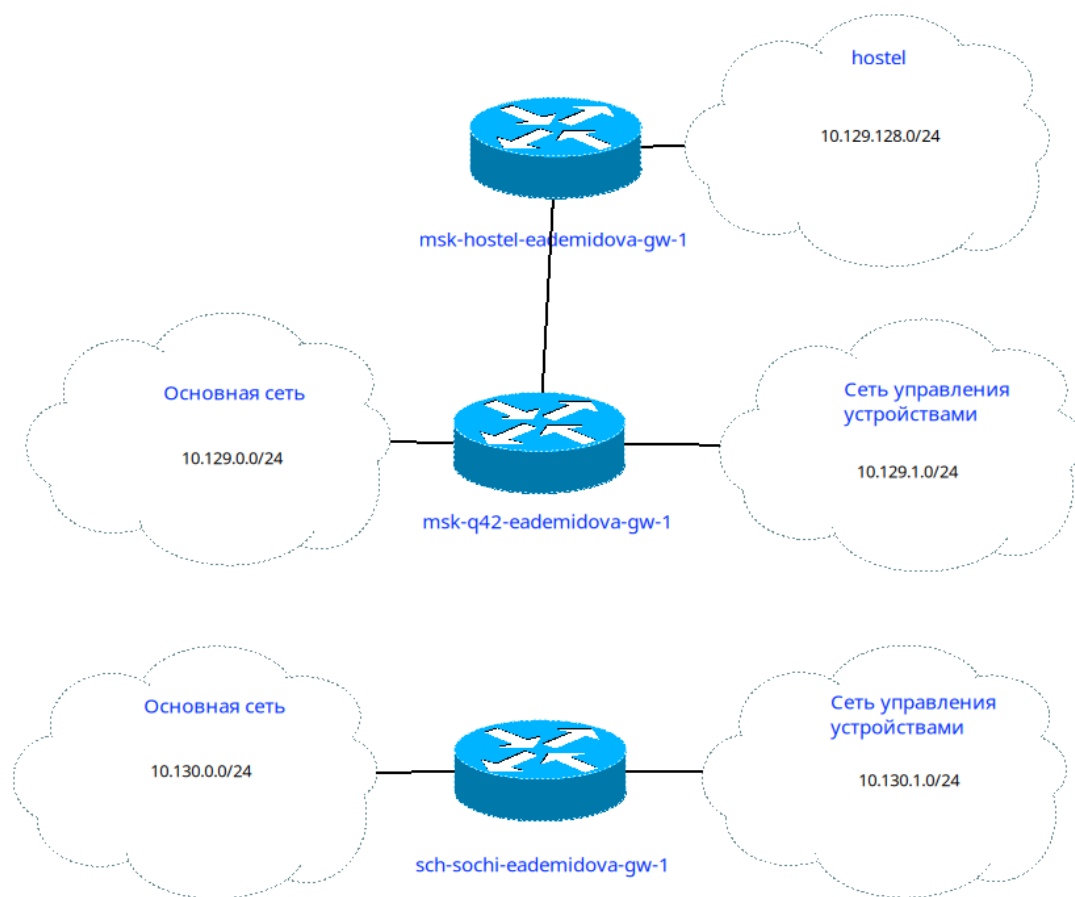 hostel
10.129.128.0/24
msk-hostel-eademidova-gw-1
Основная сеть
10.129.0.0/24
Сеть управления
устройствами
10.129.1.0/24
msk-q42-eademidova-gw-1
Основная сеть
10.130.0.0/24
Сеть управления
устройствами
10.130.1.0/24
sch-sochi-eademidova-gw-1